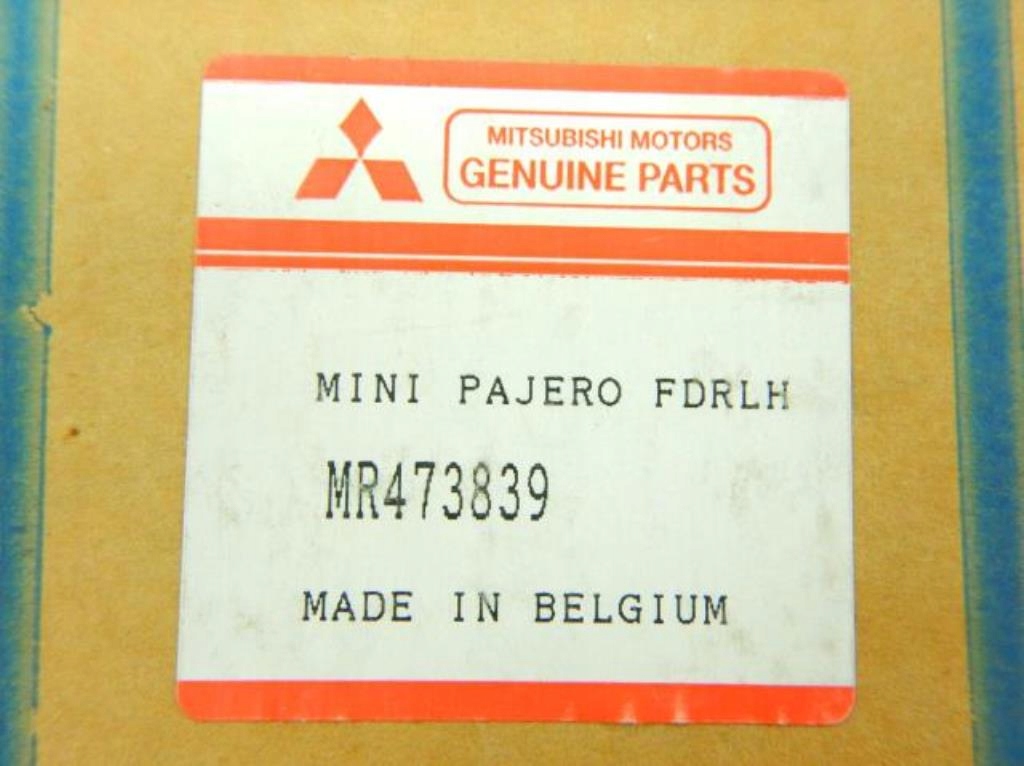 MITSUBISHI MOTORS
GENUINE PARTS
MINI PAJERO FDRLH
MR473839
MADE IN BELGIUM